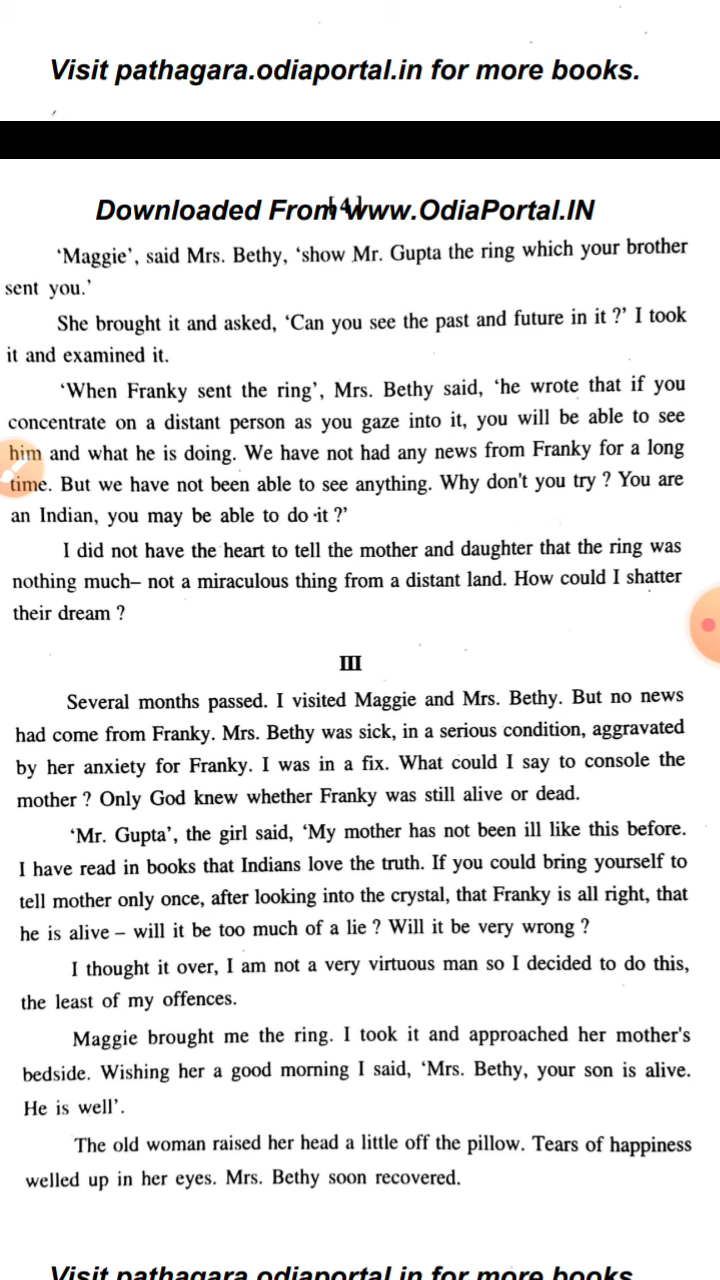 Visit pathagara.odiaportal.in for more books.
Downloaded From www.OdiaPortal.IN
[ 4 ]
‘Maggie’, said Mrs. Bethy, ‘show Mr. Gupta the ring which your brother
sent you.’
She brought it and asked, ‘Can you see the past and future in it ?’ I took
it and examined it.
‘When Franky sent the ring’, Mrs. Bethy said, ‘he wrote that if you
concentrate on a distant person as you gaze into it, you will be able to see
him and what he is doing. We have not had any news from Franky for a long
time. But we have not been able to see anything. Why don't you try ? You are
an Indian, you may be able to do it ?’
I did not have the heart to tell the mother and daughter that the ring was
nothing much– not a miraculous thing from a distant land. How could I shatter
their dream ?
III
Several months passed. I visited Maggie and Mrs. Bethy. But no news
had come from Franky. Mrs. Bethy was sick, in a serious condition, aggravated
by her anxiety for Franky. I was in a fix. What could I say to console the
mother ? Only God knew whether Franky was still alive or dead.
‘Mr. Gupta’, the girl said, ‘My mother has not been ill like this before.
I have read in books that Indians love the truth. If you could bring yourself to
tell mother only once, after looking into the crystal, that Franky is all right, that
he is alive – will it be too much of a lie ? Will it be very wrong ?
I thought it over, I am not a very virtuous man so I decided to do this,
the least of my offences.
Maggie brought me the ring. I took it and approached her mother's
bedside. Wishing her a good morning I said, ‘Mrs. Bethy, your son is alive.
He is well’.
The old woman raised her head a little off the pillow. Tears of happiness
welled up in her eyes. Mrs. Bethy soon recovered.
Visit pathagara.odiaportal.in for more books.